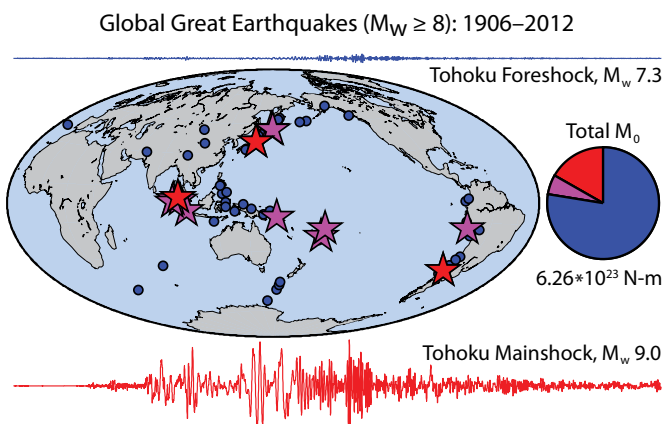 Global Great Earthquakes (MW ≥ 8): 1906–2012
Tohoku Foreshock, Mw 7.3
Total M0
6.26*10²³ N-m
Tohoku Mainshock, Mw 9.0